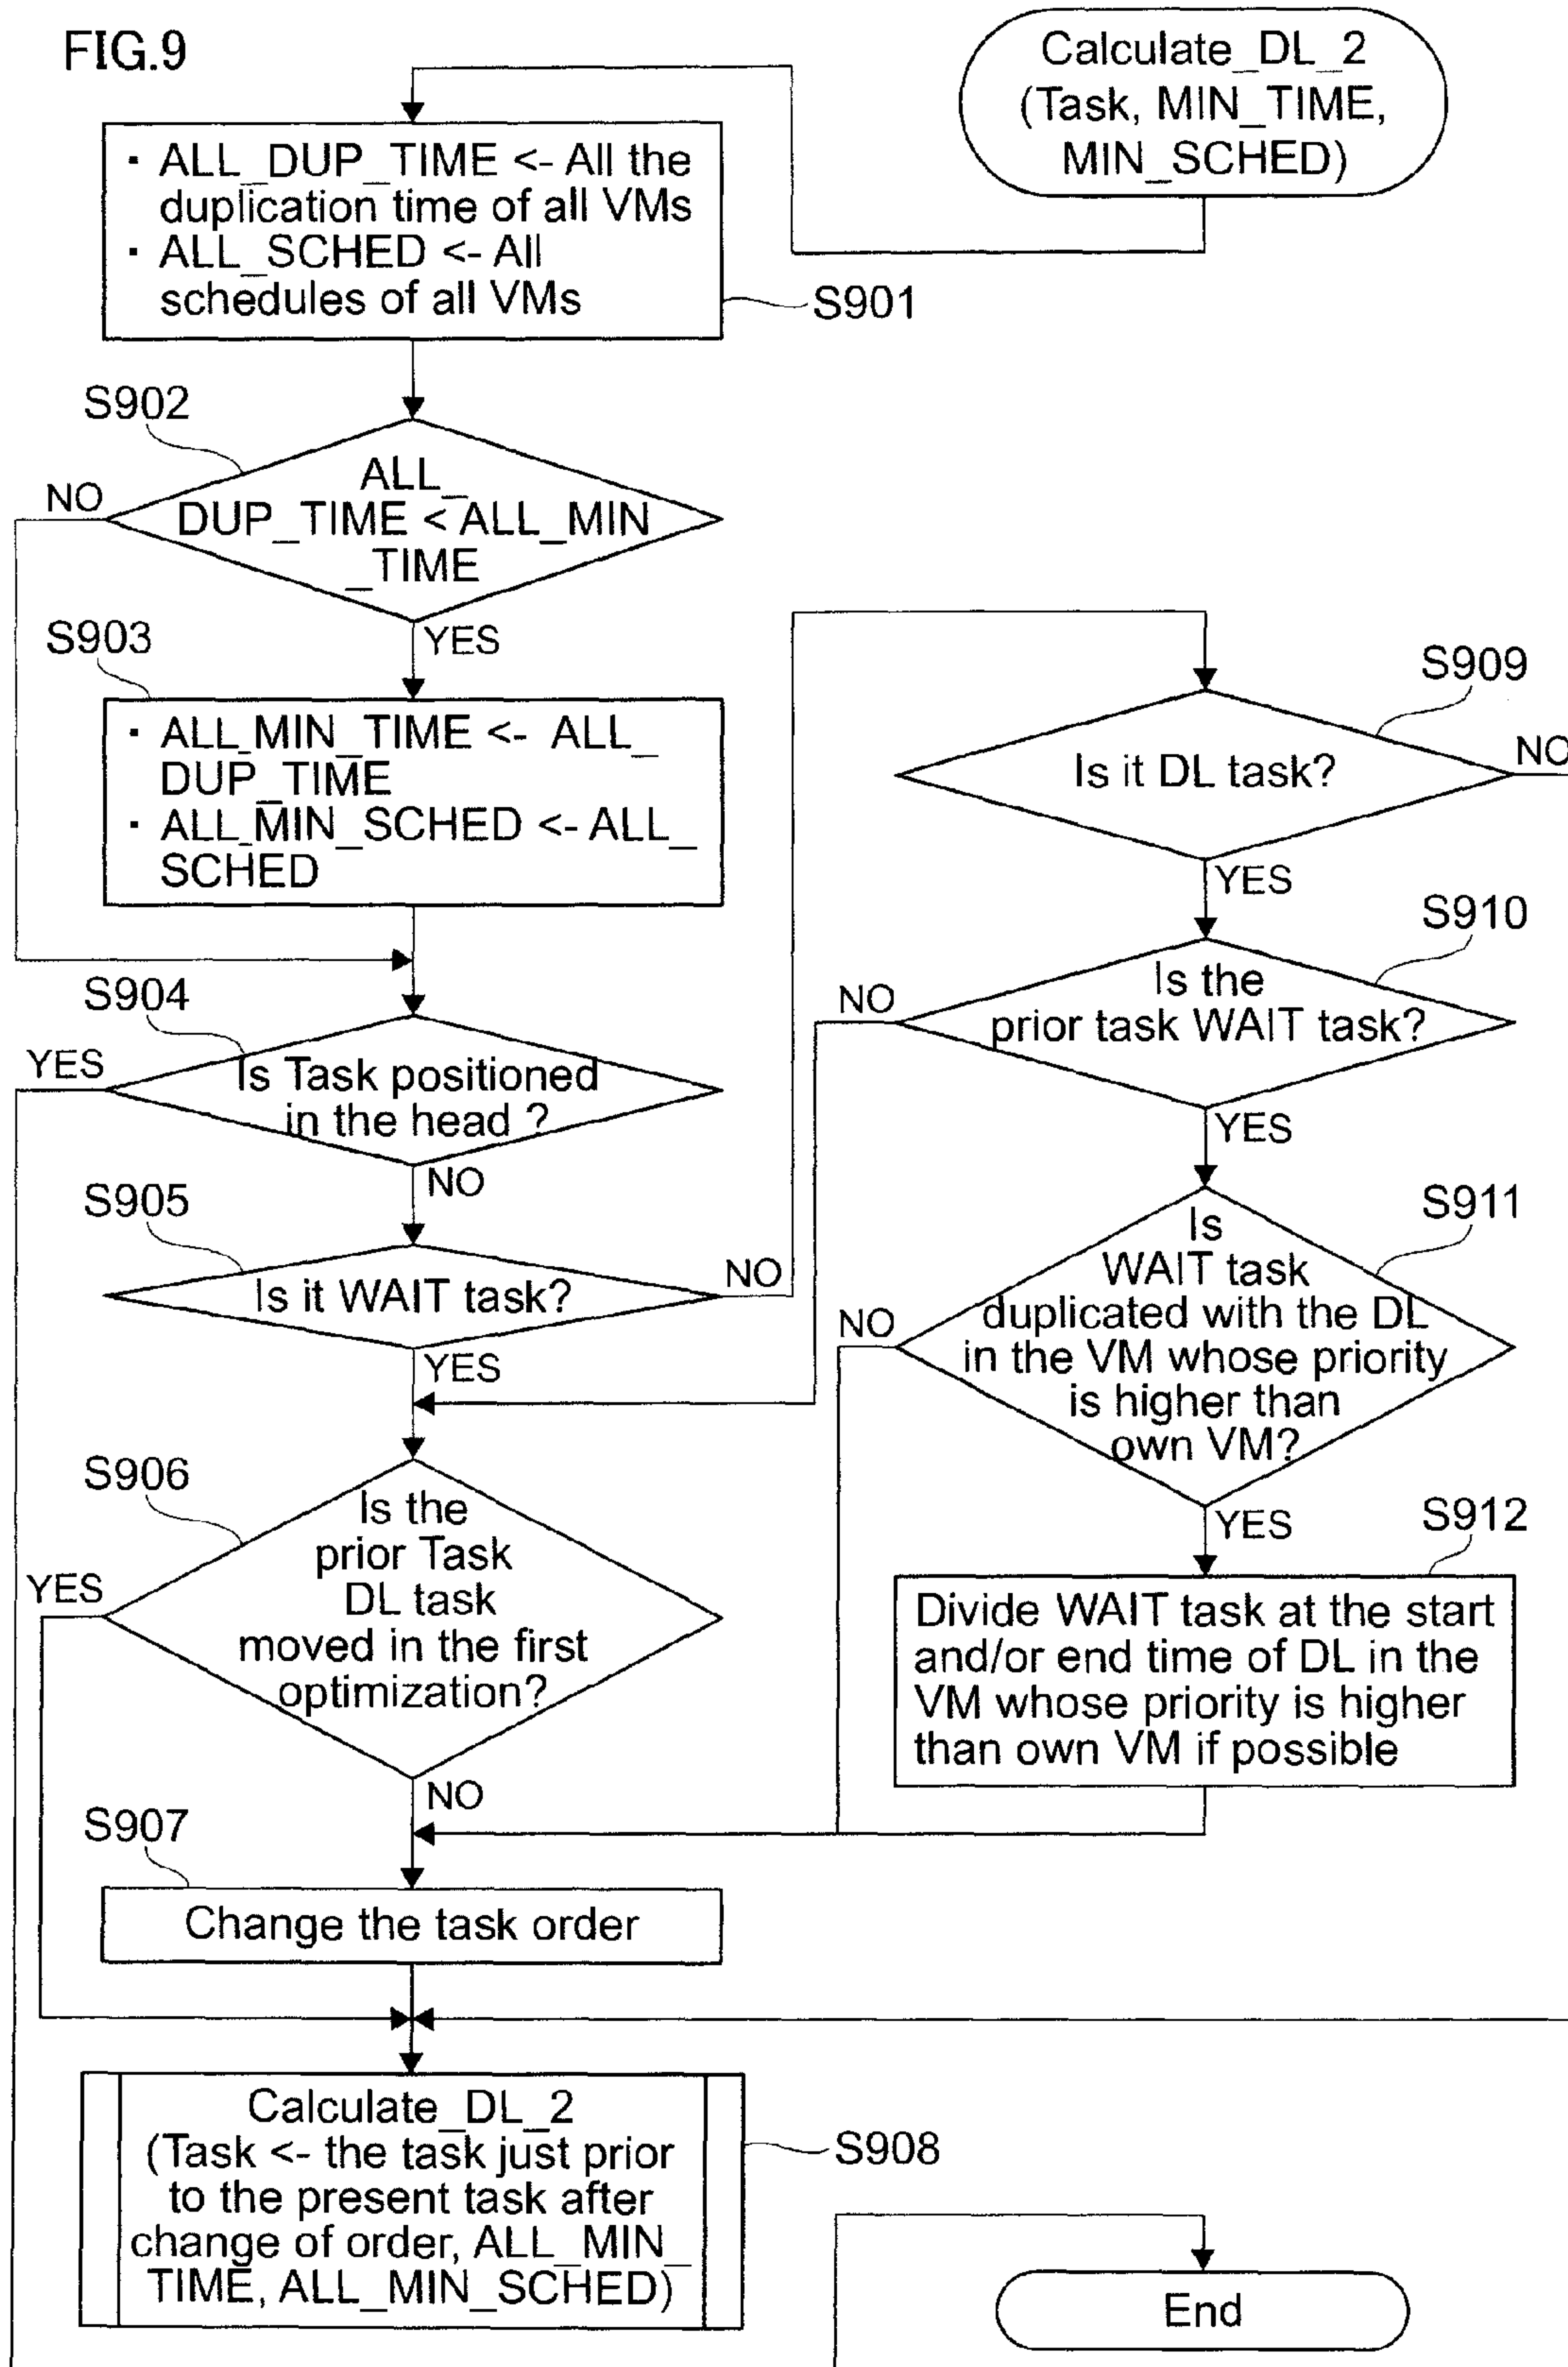 FIG.9
Calculate_DL_2
(Task, MIN_TIME,
MIN_SCHED)
· ALL_DUP_TIME <- All the
duplication time of all VMs
· ALL_SCHED <- All
schedules of all VMs
S901
S902
ALL_
DUP_TIME < ALL_MIN
_TIME
NO
YES
S903
· ALL_MIN_TIME <- ALL_
DUP_TIME
· ALL_MIN_SCHED <- ALL_
SCHED
S904
Is Task positioned
in the head ?
YES
NO
S905
Is it WAIT task?
NO
YES
S906
Is the
prior Task
DL task
moved in the first
optimization?
YES
NO
S907
Change the task order
Calculate_DL_2
(Task <- the task just prior
to the present task after
change of order, ALL_MIN_
TIME, ALL_MIN_SCHED)
S908
S909
Is it DL task?
NO
YES
S910
Is the
prior task WAIT task?
NO
YES
S911
Is
WAIT task
duplicated with the DL
in the VM whose priority
is higher than
own VM?
NO
YES
S912
Divide WAIT task at the start
and/or end time of DL in the
VM whose priority is higher
than own VM if possible
End